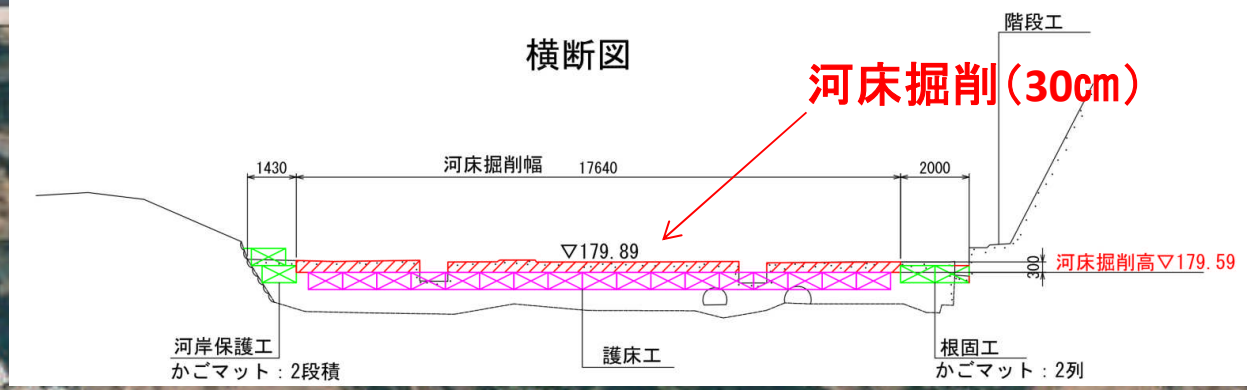 階段工
横断図
河床掘削(30㎝)
1430
河床掘削幅 17640
2000
▽179.89
300
河床掘削高▽179.59
河岸保護工
かごマット：2段積
護床工
根固工
かごマット：2列